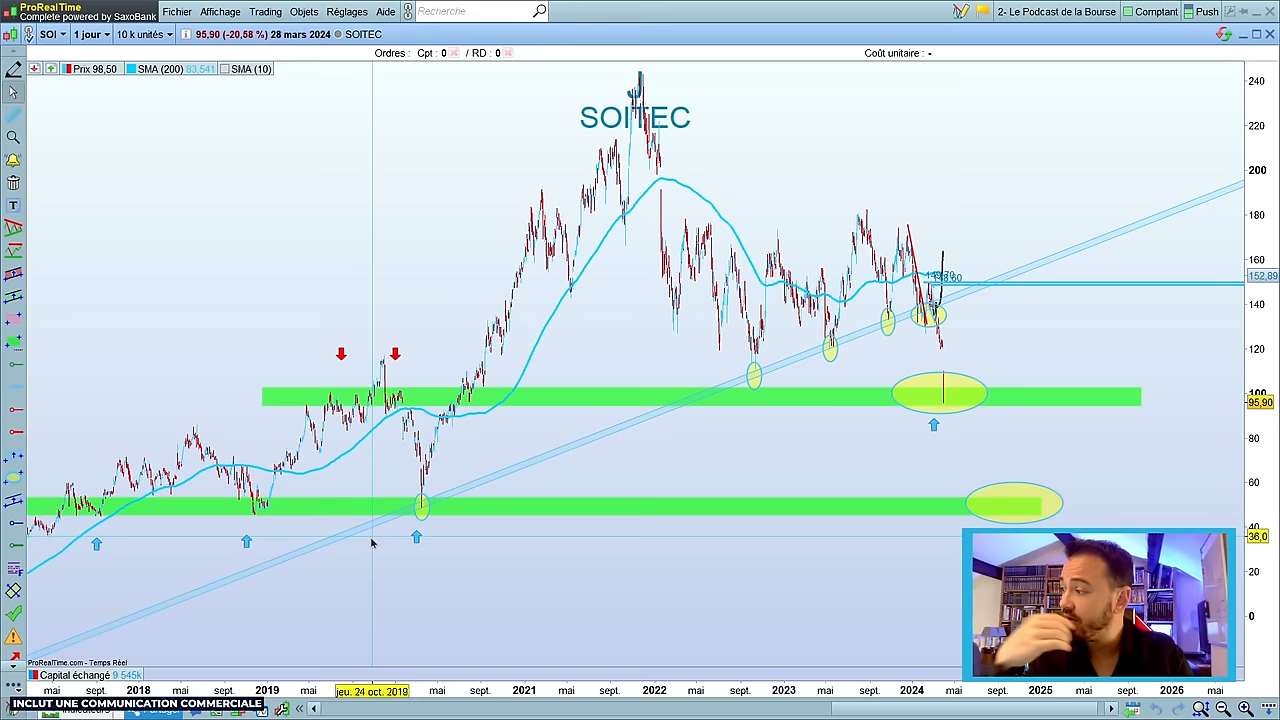 ProRealTime
Complete powered by SaxoBank
Fichier Affichage Trading Objets Réglages Aide
Recherche
2- Le Podcast de la Bourse
Comptant
Push
SOI
1 jour
10 k unités
95,90 (-20,58 %) 28 mars 2024
SOITEC
Ordres : Cpt : 0 / RD : 0
Coût unitaire : -
Prix 98,50
SMA (200) 83,541
SMA (10)
SOITEC
240
220
200
180
160
152,89
140
120
100
95,90
80
60
40
36,0
20
0
ProRealTime.com - Temps Réel
Capital échangé 9 545k
mai sept. 2018 mai sept. 2019 jeu. 24 oct. 2019 mai sept. 2021 mai sept. 2022 mai sept. 2023 mai sept. 2024 mai sept. 2025 mai sept. 2026 mai
INCLUT UNE COMMUNICATION COMMERCIALE